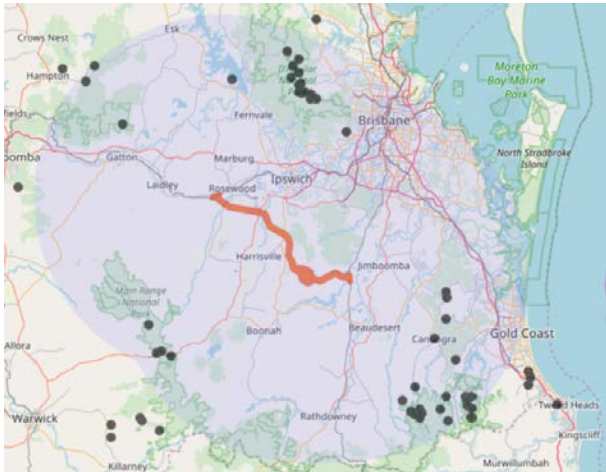 Crows Nest
Esk
Moreton
Bay Marine
Park
Hampton
Fernvale
Brisbane
North Stradbroke
Island
oomba
Gatton
Marburg
Laidley
Rosewood
Ipswich
Harrisville
Jimboomba
Main Range
National
Park
Boonah
Beaudesert
Gold Coast
Allora
Rathdowney
Warwick
Killarney
Tweed Heads
Kingscliff
Murwillumbah